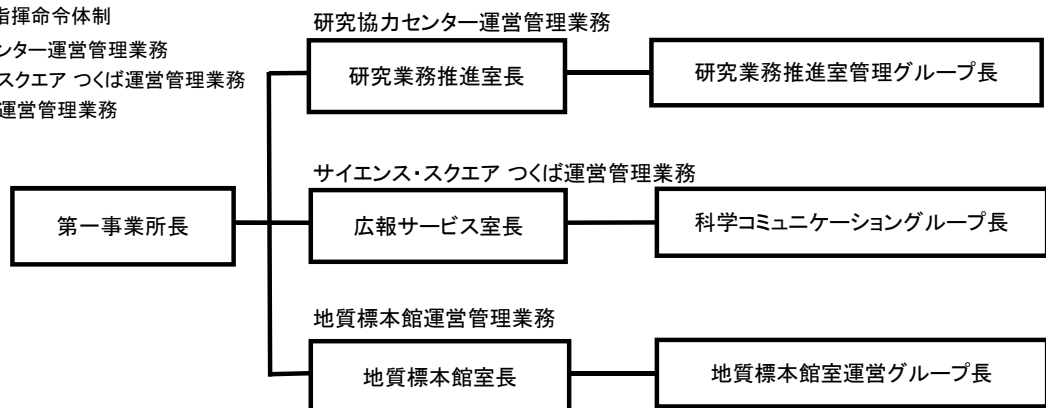 指揮命令体制
ンター運営管理業務
スクエア つくば運営管理業務
運営管理業務
研究協力センター運営管理業務
研究業務推進室長
研究業務推進室管理グループ長
サイエンス・スクエア つくば運営管理業務
第一事業所長
広報サービス室長
科学コミュニケーショングループ長
地質標本館運営管理業務
地質標本館室長
地質標本館室運営グループ長